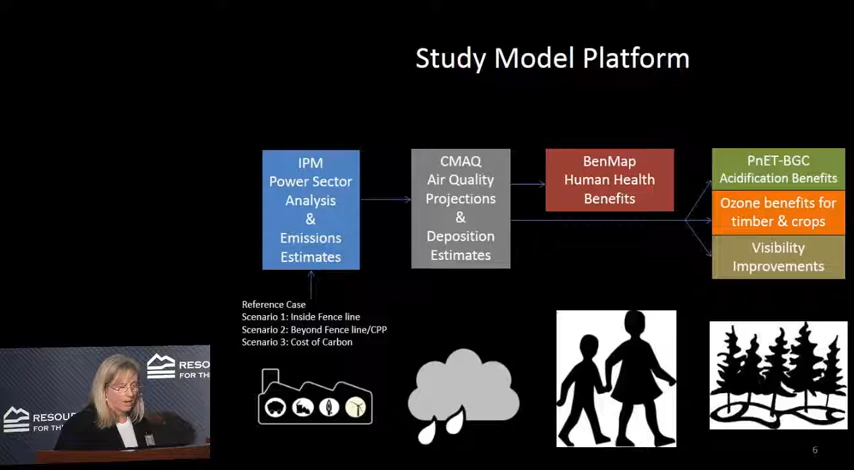 Study Model Platform
IPM
Power Sector
Analysis
&
Emissions
Estimates
CMAQ
Air Quality
Projections
&
Deposition
Estimates
BenMap
Human Health
Benefits
PnET-BGC
Acidification Benefits
Ozone benefits for
timber & crops
Visibility
Improvements
Reference Case
Scenario 1: Inside Fence line
Scenario 2: Beyond Fence line/CPP
Scenario 3: Cost of Carbon
RESO
FOR THE
RESOU
FOR THE
6